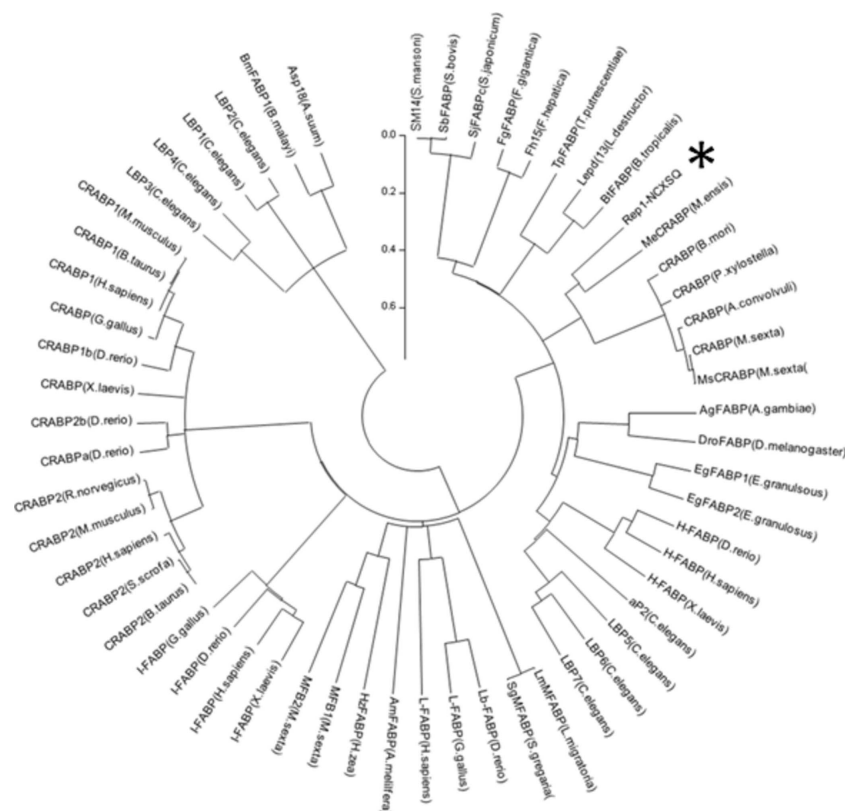 SM14(S.mansoni)
SbFABP(S.bovis)
SjFABPc(S.japonicum)
FgFABP(F.gigantica)
Fh15(F.hepatica)
TpFABP(T.putrescentiae)
Lepd(13(L.destructor)
BtFABP(B.tropicalis)
Rep1-NCXSQ
*
MeCRABP(M.ensis)
CRABP(B.mori)
CRABP(P.xylostella)
CRABP(A.convolvuli)
CRABP(M.sexta)
MsCRABP(M.sexta(
AgFABP(A.gambiae)
DroFABP(D.melanogaster)
EgFABP1(E.granulsous)
EgFABP2(E.granulosus)
H-FABP(D.rerio)
H-FABP(H.sapiens)
H-FABP(X.laevis)
aP2(C.elegans)
LBP5(C.elegans)
LBP6(C.elegans)
LBP7(C.elegans)
LmMFABP(L.migratoria)
SgMFABP(S.gregaria(
Lb-FABP(D.rerio)
L-FABP(G.gallus)
L-FABP(H.sapiens)
AmFABP(A.mellifera
HzFABP(H.zea)
MFB1(M.sexta)
MFB2(M.sexta)
I-FABP(X.laevis)
I-FABP(H.sapiens)
I-FABP(D.rerio)
I-FABP(G.gallus)
CRABP2(B.taurus)
CRABP2(S.scrofa)
CRABP2(H.sapiens)
CRABP2(M.musculus)
CRABP2(R.norvegicus)
CRABPa(D.rerio)
CRABP2b(D.rerio)
CRABP(X.laevis)
CRABP1b(D.rerio)
CRABP(G.gallus)
CRABP1(H.sapiens)
CRABP1(B.taurus)
CRABP1(M.musculus)
LBP3(C.elegans)
LBP4(C.elegans)
LBP1(C.elegans)
LBP2(C.elegans)
BmFABP1(B.malayi)
Asp18(A.suum)
0.0
0.2
0.4
0.6